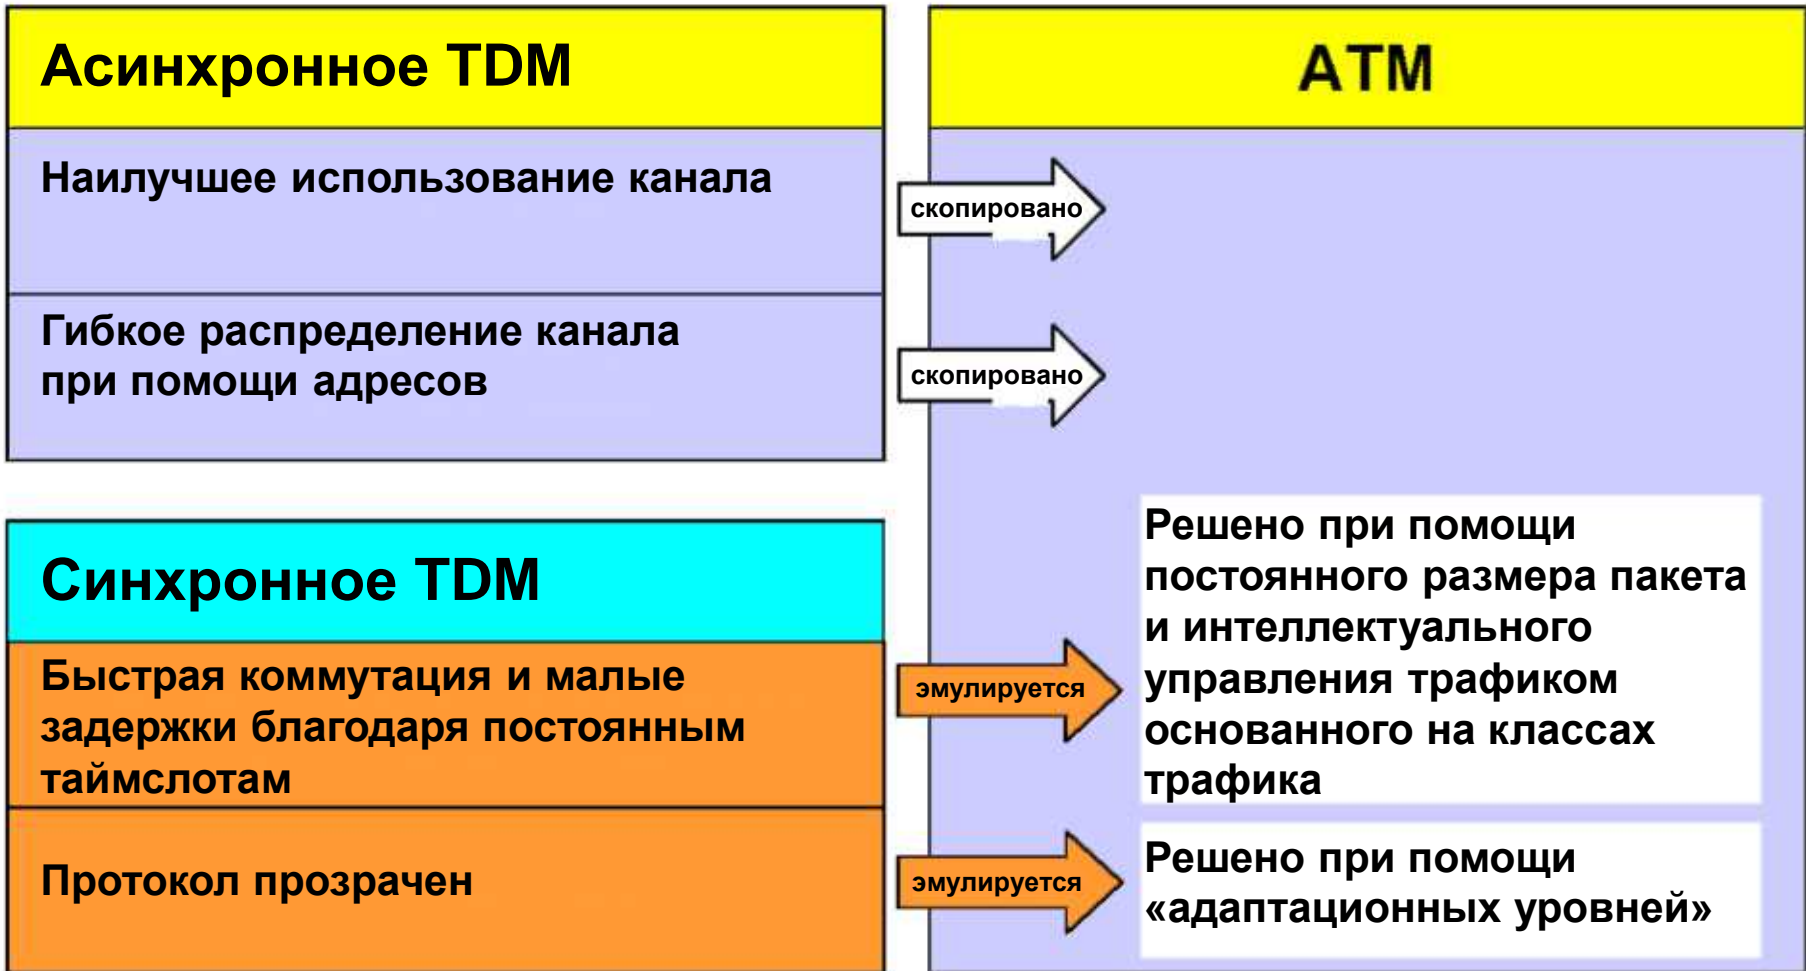 Асинхронное TDM
ATM
Наилучшее использование канала
скопировано
Гибкое распределение канала
при помощи адресов
скопировано
Синхронное TDM
Быстрая коммутация и малые
задержки благодаря постоянным
таймслотам
эмулируется
Решено при помощи
постоянного размера пакета
и интеллектуального
управления трафиком
основанного на классах
трафика
Протокол прозрачен
эмулируется
Решено при помощи
«адаптационных уровней»